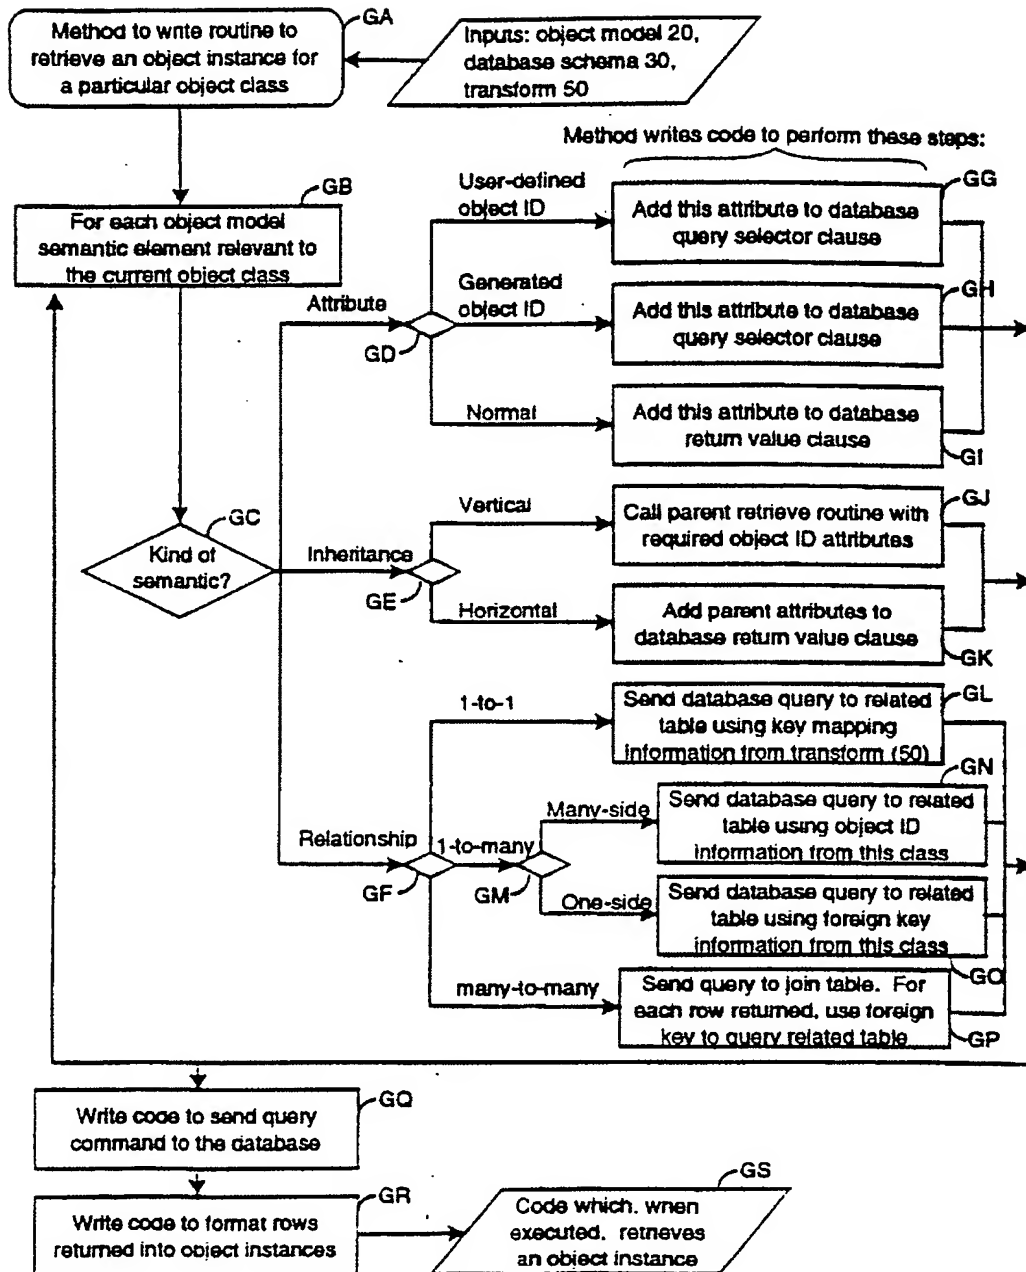 GA
Method to write routine to
retrieve an object instance for
a particular object class
Inputs: object model 20,
database schema 30,
transform 50
Method writes code to perform these steps:
GB
For each object model
semantic element relevant to
the current object class
GC
Kind of
semantic?
Attribute
GD
User-defined
object ID
GG
Add this attribute to database
query selector clause
Generated
object ID
GH
Add this attribute to database
query selector clause
Normal
Add this attribute to database
return value clause
GI
Inheritance
GE
Vertical
GJ
Call parent retrieve routine with
required object ID attributes
Horizontal
Add parent attributes to
database return value clause
GK
Relationship
GF
1-to-1
GL
Send database query to related
table using key mapping
information from transform (50)
1-to-many
GM
Many-side
GN
Send database query to related
table using object ID
information from this class
One-side
Send database query to related
table using foreign key
information from this class
GO
many-to-many
Send query to join table. For
each row returned, use foreign
key to query related table
GP
GQ
Write code to send query
command to the database
GR
Write code to format rows
returned into object instances
GS
Code which, when
executed, retrieves
an object instance